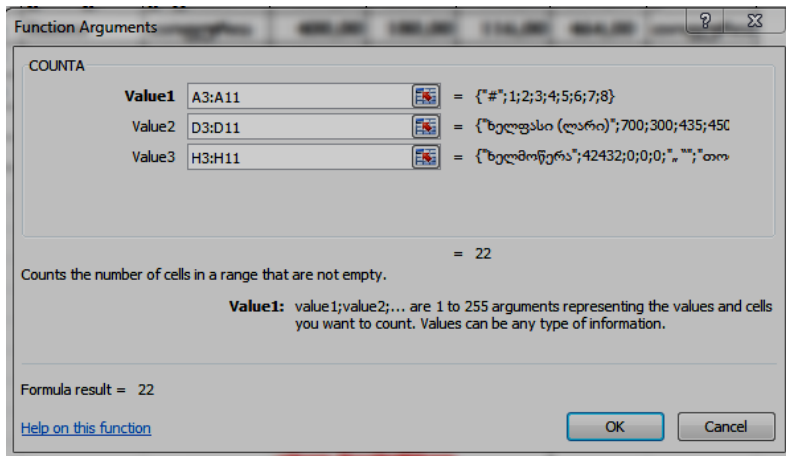 Function Arguments
COUNTA
Value1 A3:A11 = {"#";1;2;3;4;5;6;7;8}
Value2 D3:D11 = {"ხელფასი (ლარი)";700;300;435;450
Value3 H3:H11 = {"ხელმოწერა";42432;0;0;0;"„ “";"თო
= 22
Counts the number of cells in a range that are not empty.
Value1: value1;value2;... are 1 to 255 arguments representing the values and cells
you want to count. Values can be any type of information.
Formula result = 22
Help on this function
OK Cancel